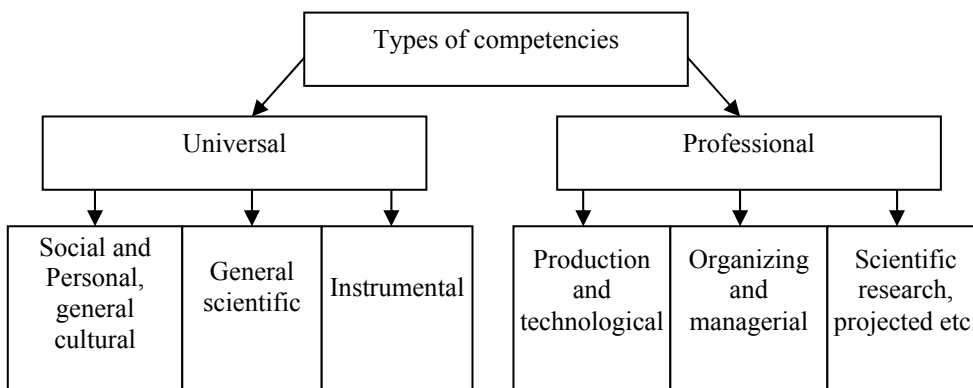 Types of competencies
Universal
Professional
Social and
Personal,
general
cultural
General
scientific
Instrumental
Production
and
technological
Organizing
and
managerial
Scientific
research,
projected etc.